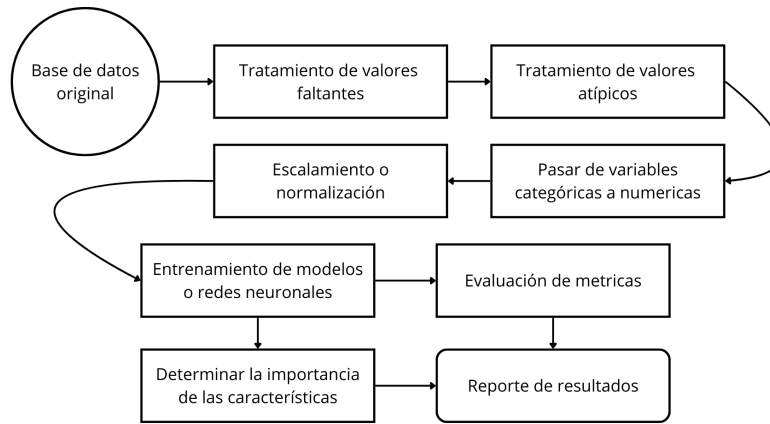 Base de datos
original
Tratamiento de valores
faltantes
Tratamiento de valores
atípicos
Pasar de variables
categóricas a numericas
Escalamiento o
normalización
Entrenamiento de modelos
o redes neuronales
Evaluación de metricas
Determinar la importancia
de las características
Reporte de resultados